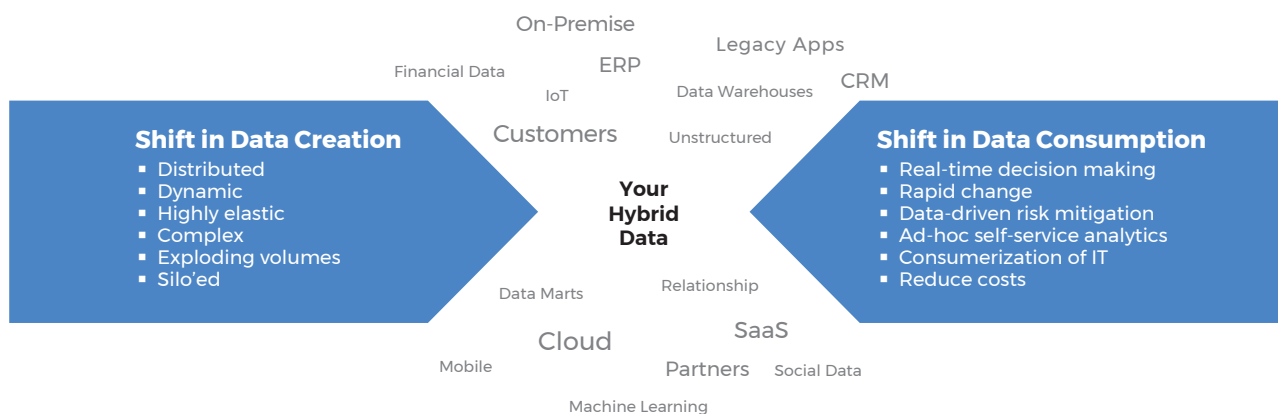 On-Premise
Legacy Apps
ERP
Financial Data
CRM
IoT
Data Warehouses
Customers
Unstructured
Shift in Data Creation
▪ Distributed
▪ Dynamic
▪ Highly elastic
▪ Complex
▪ Exploding volumes
▪ Silo’ed
Your
Hybrid
Data
Shift in Data Consumption
▪ Real-time decision making
▪ Rapid change
▪ Data-driven risk mitigation
▪ Ad-hoc self-service analytics
▪ Consumerization of IT
▪ Reduce costs
Relationship
Data Marts
SaaS
Cloud
Mobile
Partners
Social Data
Machine Learning